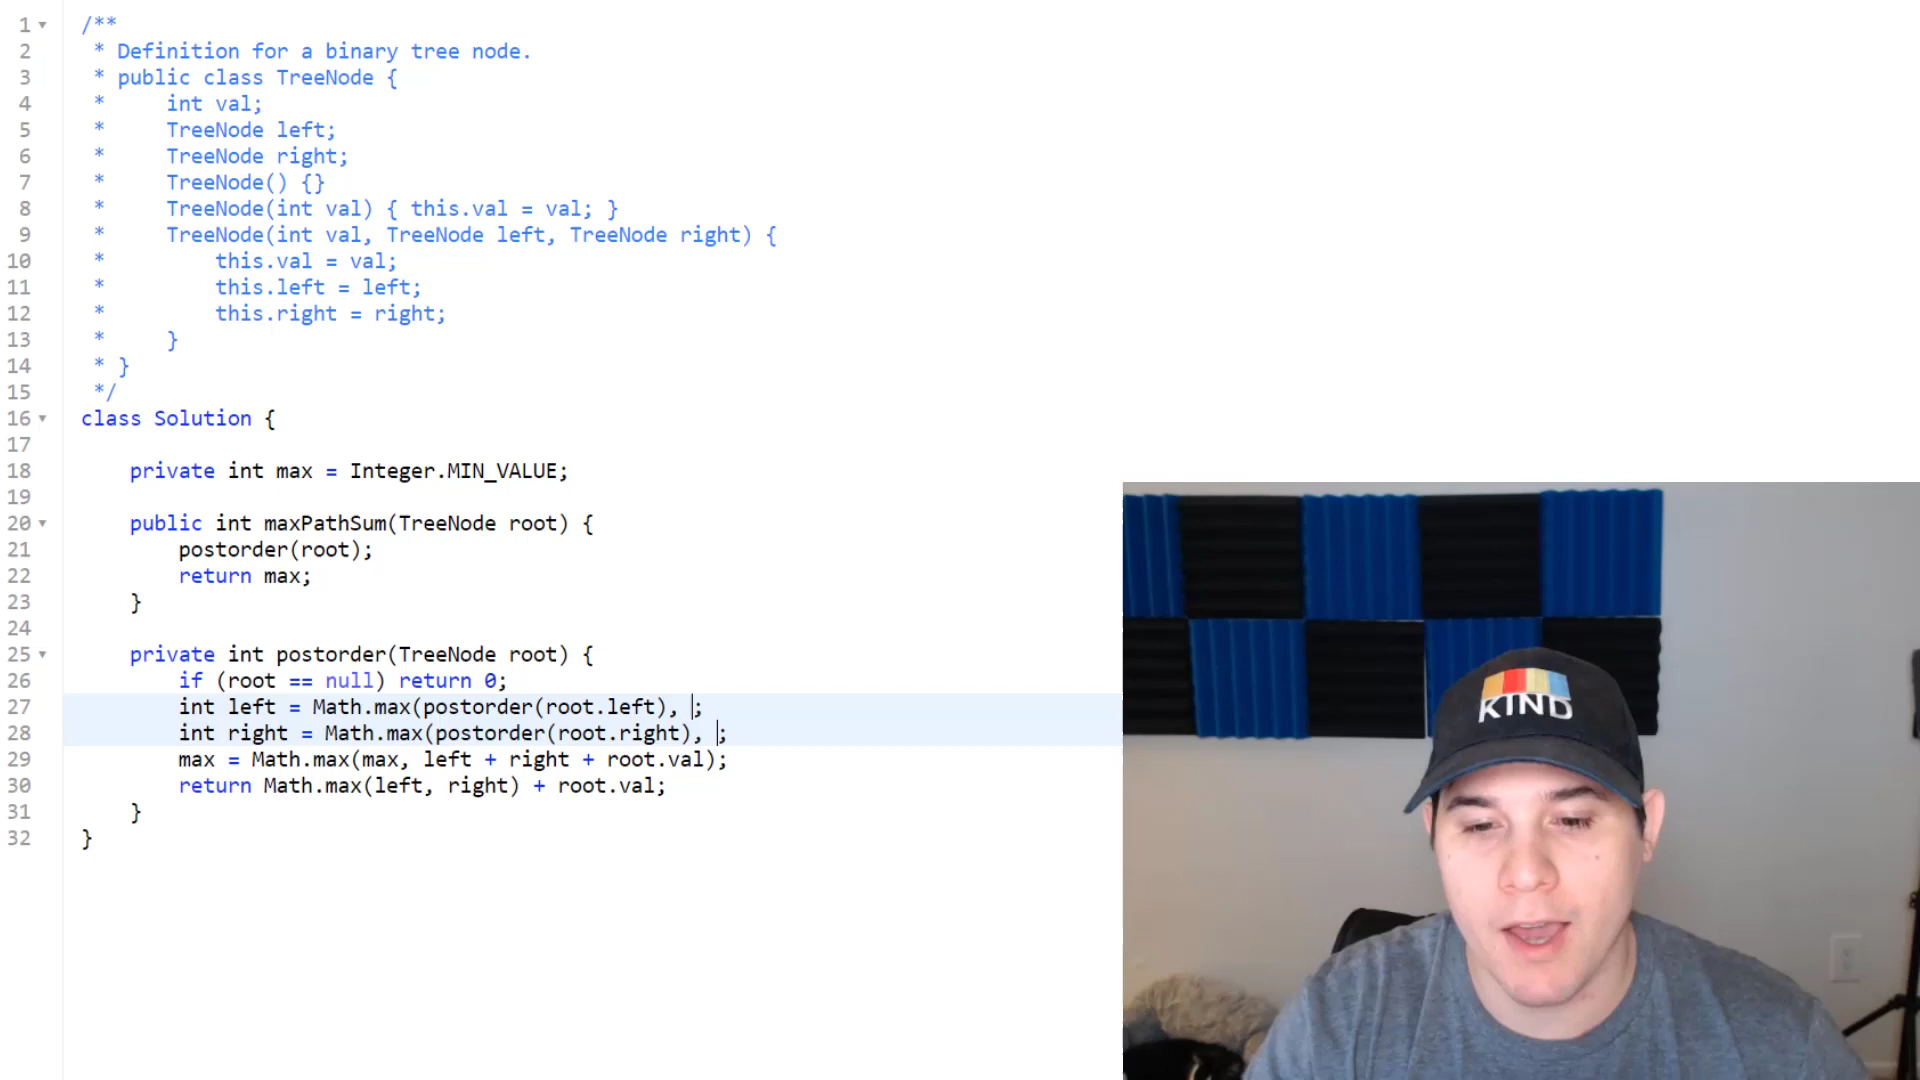 1 /**
2 * Definition for a binary tree node.
3 * public class TreeNode {
4 * int val;
5 * TreeNode left;
6 * TreeNode right;
7 * TreeNode() {}
8 * TreeNode(int val) { this.val = val; }
9 * TreeNode(int val, TreeNode left, TreeNode right) {
10 * this.val = val;
11 * this.left = left;
12 * this.right = right;
13 * }
14 * }
15 */
16 class Solution {
17
18 private int max = Integer.MIN_VALUE;
19
20 public int maxPathSum(TreeNode root) {
21 postorder(root);
22 return max;
23 }
24
25 private int postorder(TreeNode root) {
26 if (root == null) return 0;
27 int left = Math.max(postorder(root.left), ;
28 int right = Math.max(postorder(root.right), ;
29 max = Math.max(max, left + right + root.val);
30 return Math.max(left, right) + root.val;
31 }
32 }
KIND